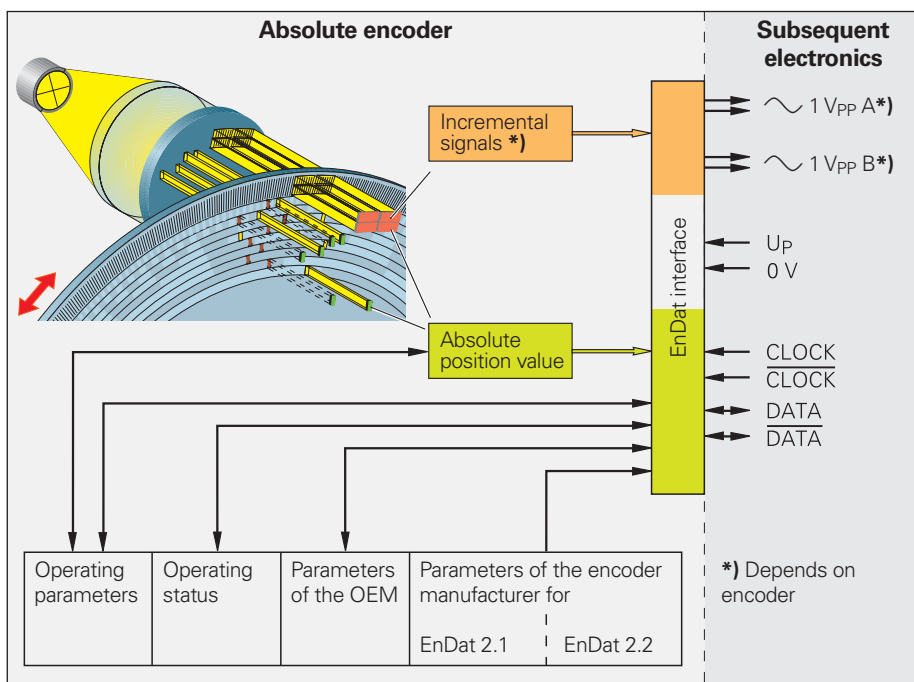 Absolute encoder
Subsequent
electronics
Incremental
signals *)
1 VPP A*)
1 VPP B*)
UP
0 V
EnDat interface
Absolute
position value
CLOCK
CLOCK
DATA
DATA
Operating
parameters
Operating
status
Parameters
of the OEM
Parameters of the encoder
manufacturer for
EnDat 2.1
EnDat 2.2
*) Depends on
encoder